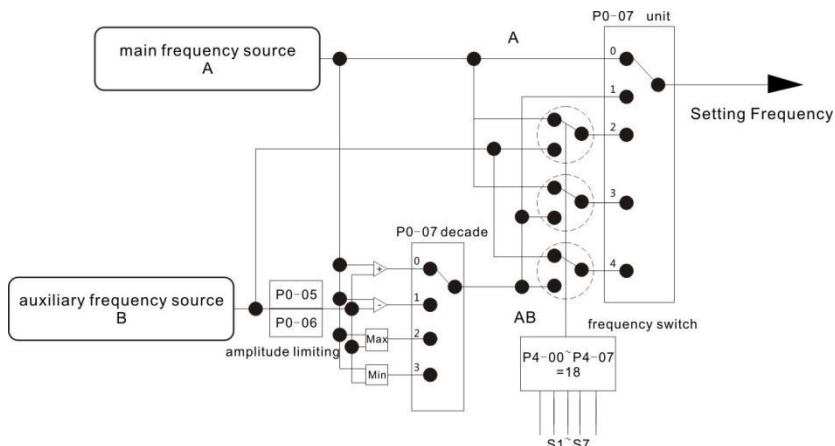 P0-07 unit
main frequency source
A
A
0
1
2
3
4
Setting Frequency
P0-07 decade
auxiliary frequency source
B
P0-05
P0-06
amplitude limiting
+
-
Max
Min
0
1
2
3
AB
frequency switch
P4-00~P4-07
=18
S1~S7